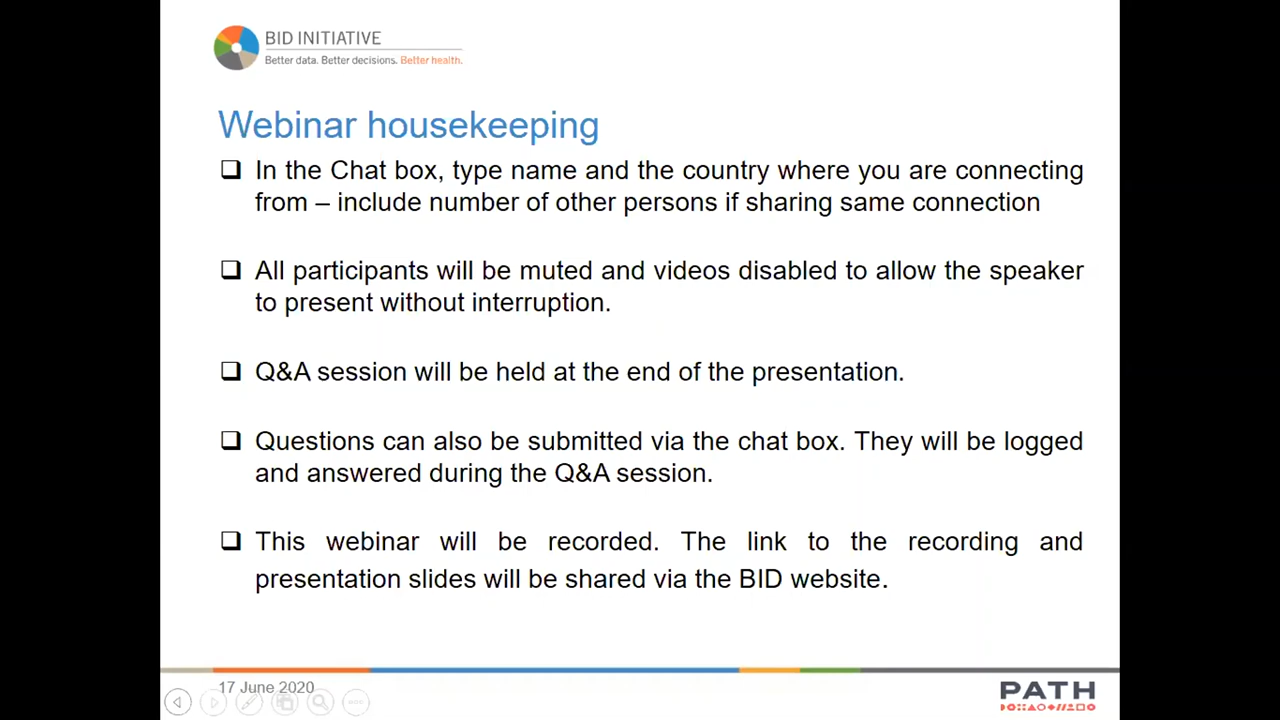 BID INITIATIVE
Better data. Better decisions. Better health.
Webinar housekeeping
❑ In the Chat box, type name and the country where you are connecting
from – include number of other persons if sharing same connection
❑ All participants will be muted and videos disabled to allow the speaker
to present without interruption.
❑ Q&A session will be held at the end of the presentation.
❑ Questions can also be submitted via the chat box. They will be logged
and answered during the Q&A session.
❑ This webinar will be recorded. The link to the recording and
presentation slides will be shared via the BID website.
17 June 2020
PATH